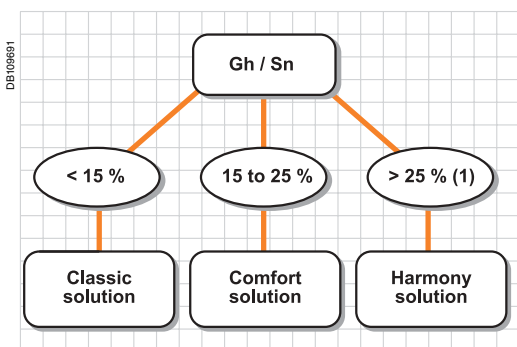 DB109691
Gh / Sn
< 15 %
15 to 25 %
> 25 % (1)
Classic
solution
Comfort
solution
Harmony
solution